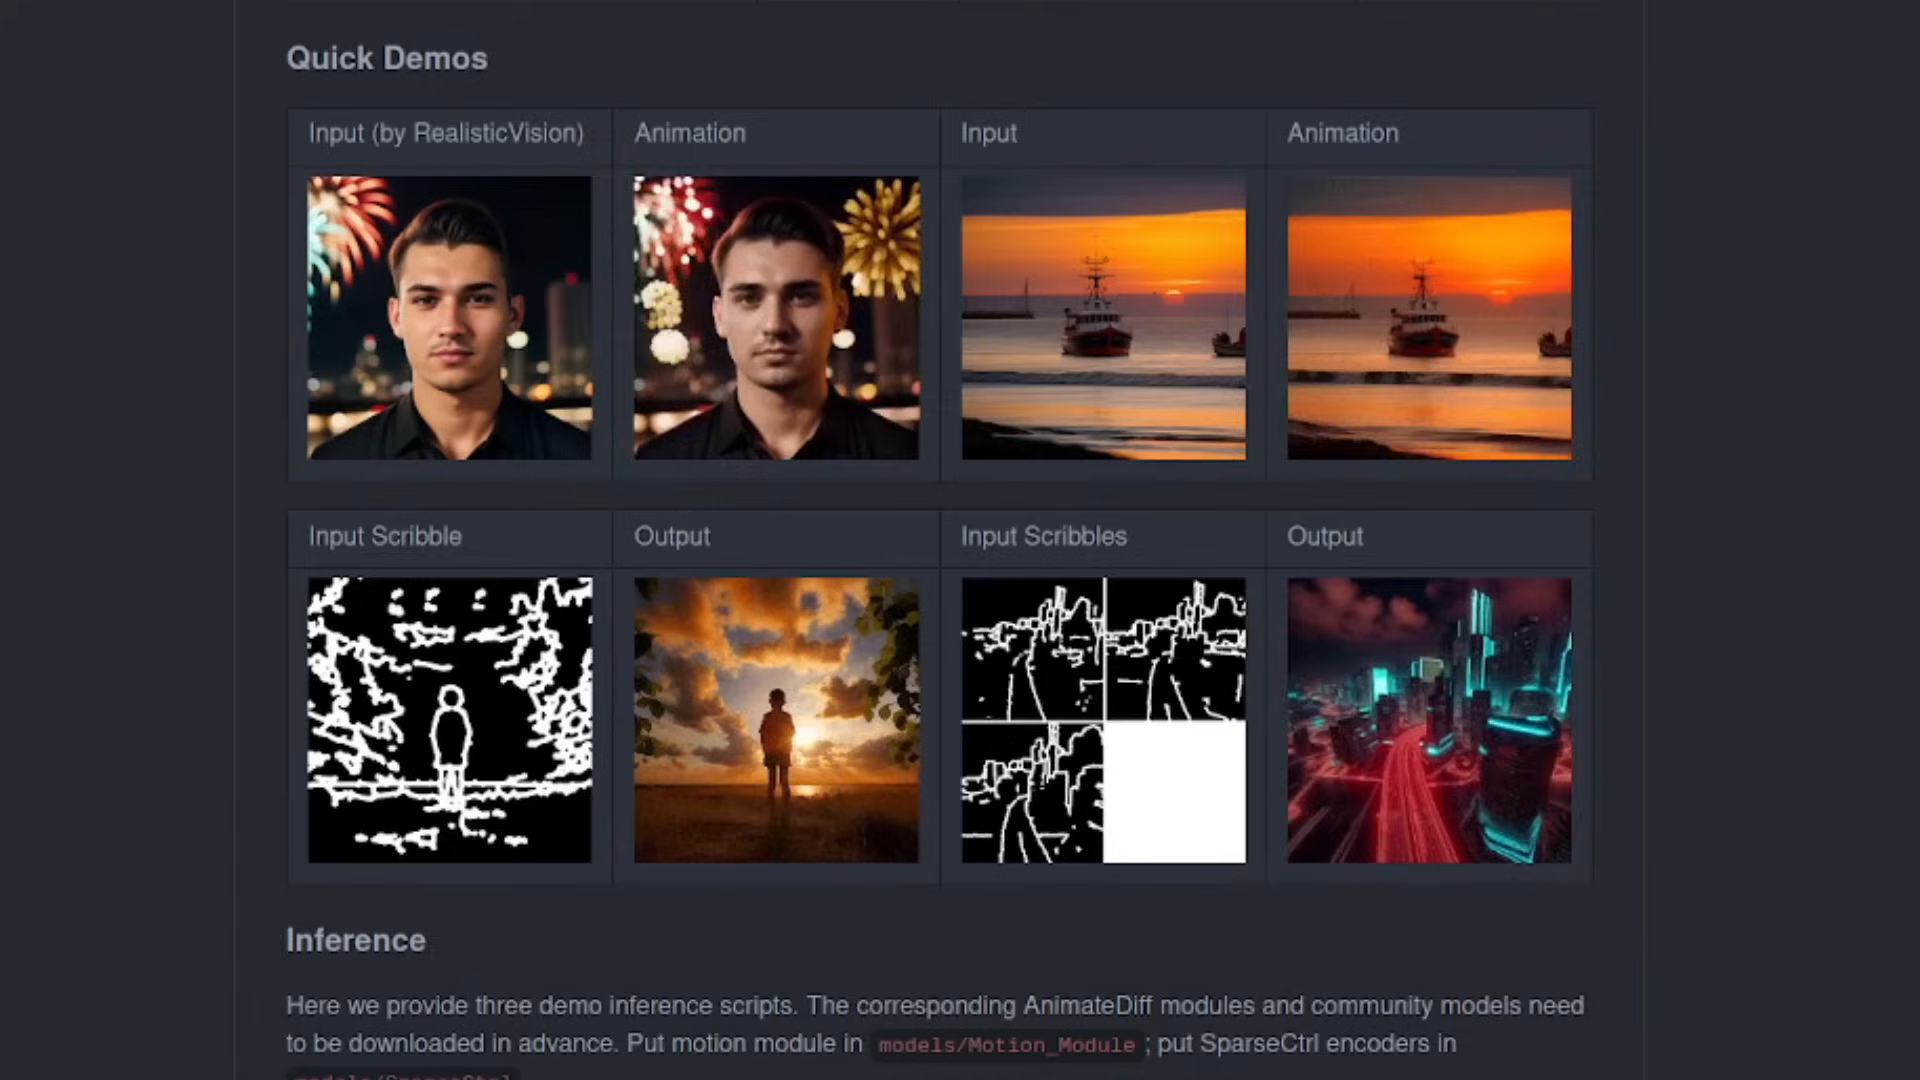 Quick Demos
Input (by RealisticVision) Animation Input Animation
Input Scribble Output Input Scribbles Output
Inference
Here we provide three demo inference scripts. The corresponding AnimateDiff modules and community models need
to be downloaded in advance. Put motion module in models/Motion_Module ; put SparseCtrl encoders in